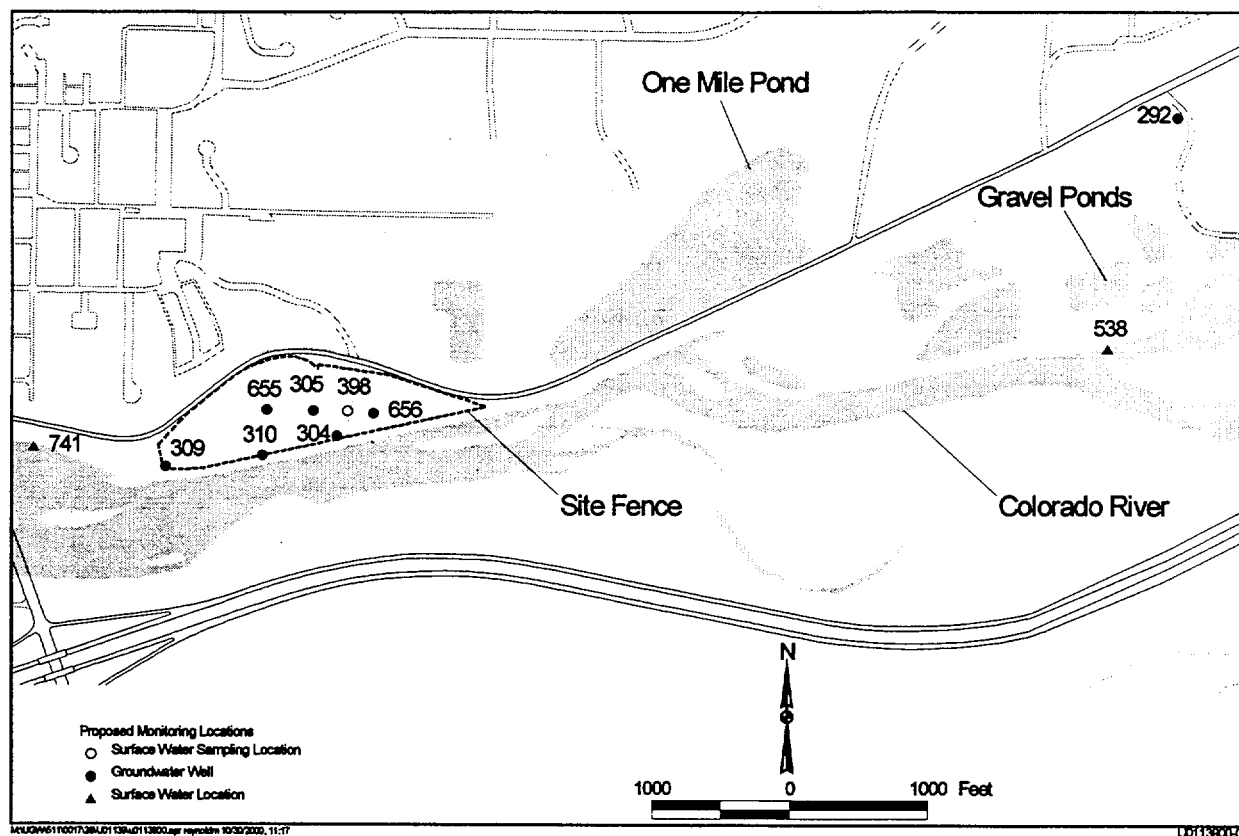 One Mile Pond
292
Gravel Ponds
538
655 305 398
656
304
310
309
741
Site Fence
Colorado River
N
Proposed Monitoring Locations
Surface Water Sampling Location
Groundwater Well
Surface Water Location
1000 0 1000 Feet